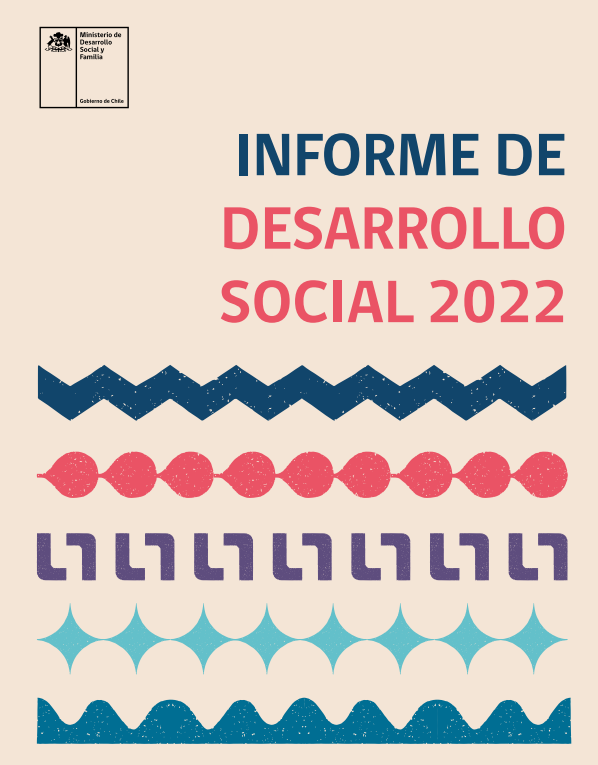 Ministerio de
Desarrollo
Social y
Familia
Gobierno de Chile
INFORME DE
DESARROLLO
SOCIAL 2022